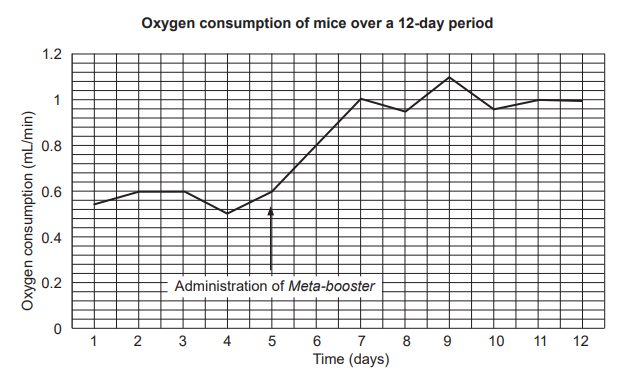 Oxygen consumption of mice over a 12-day period
1.2
1
0.8
0.6
0.4
0.2
0
Oxygen consumption (mL/min)
Administration of Meta-booster
1 2 3 4 5 6 7 8 9 10 11 12
Time (days)